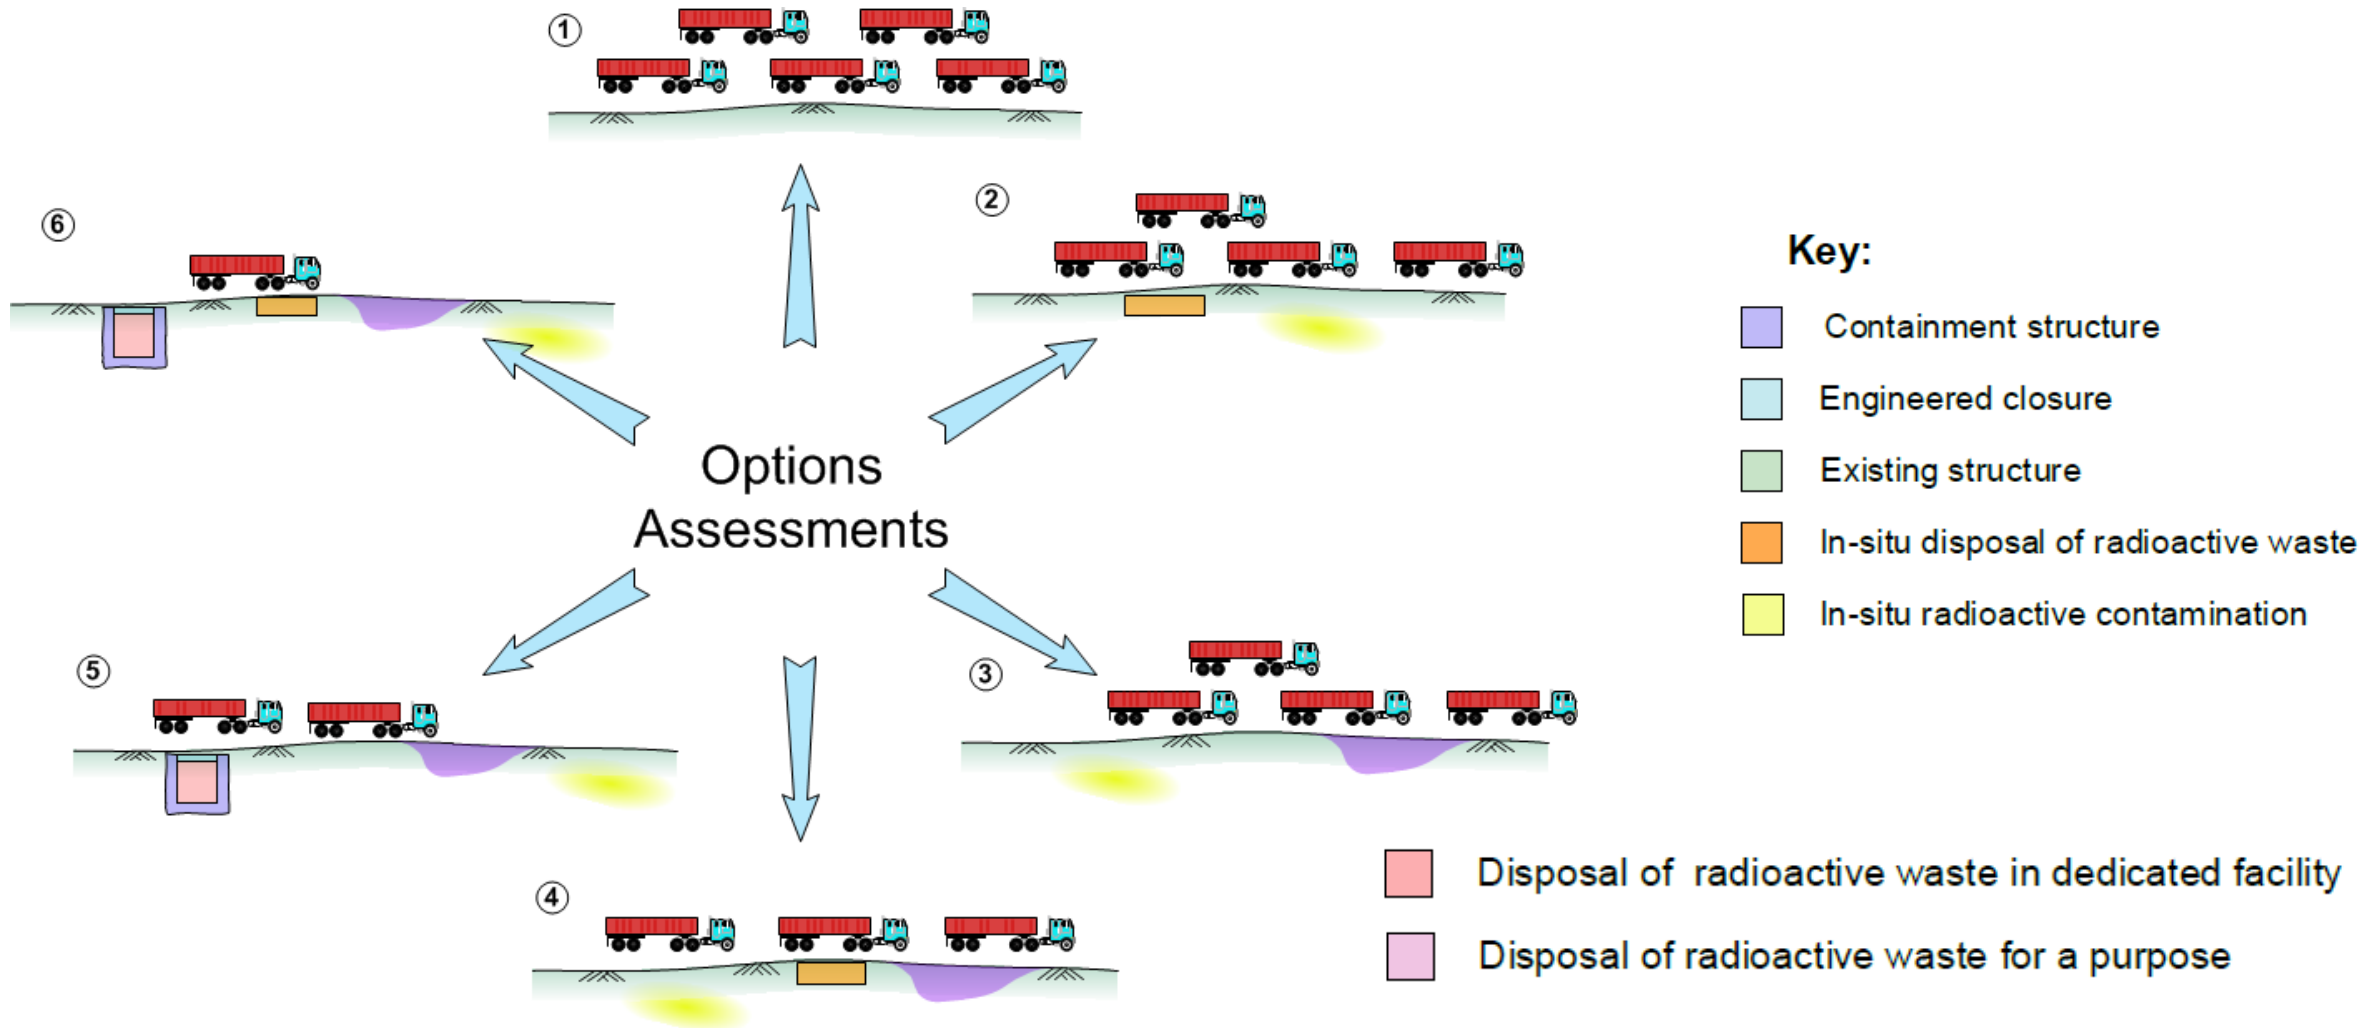 1
2
6
Key:
Containment structure
Engineered closure
Options
Existing structure
Assessments
In-situ disposal of radioactive waste
In-situ radioactive contamination
5
3
Disposal of radioactive waste in dedicated facility
4
Disposal of radioactive waste for a purpose